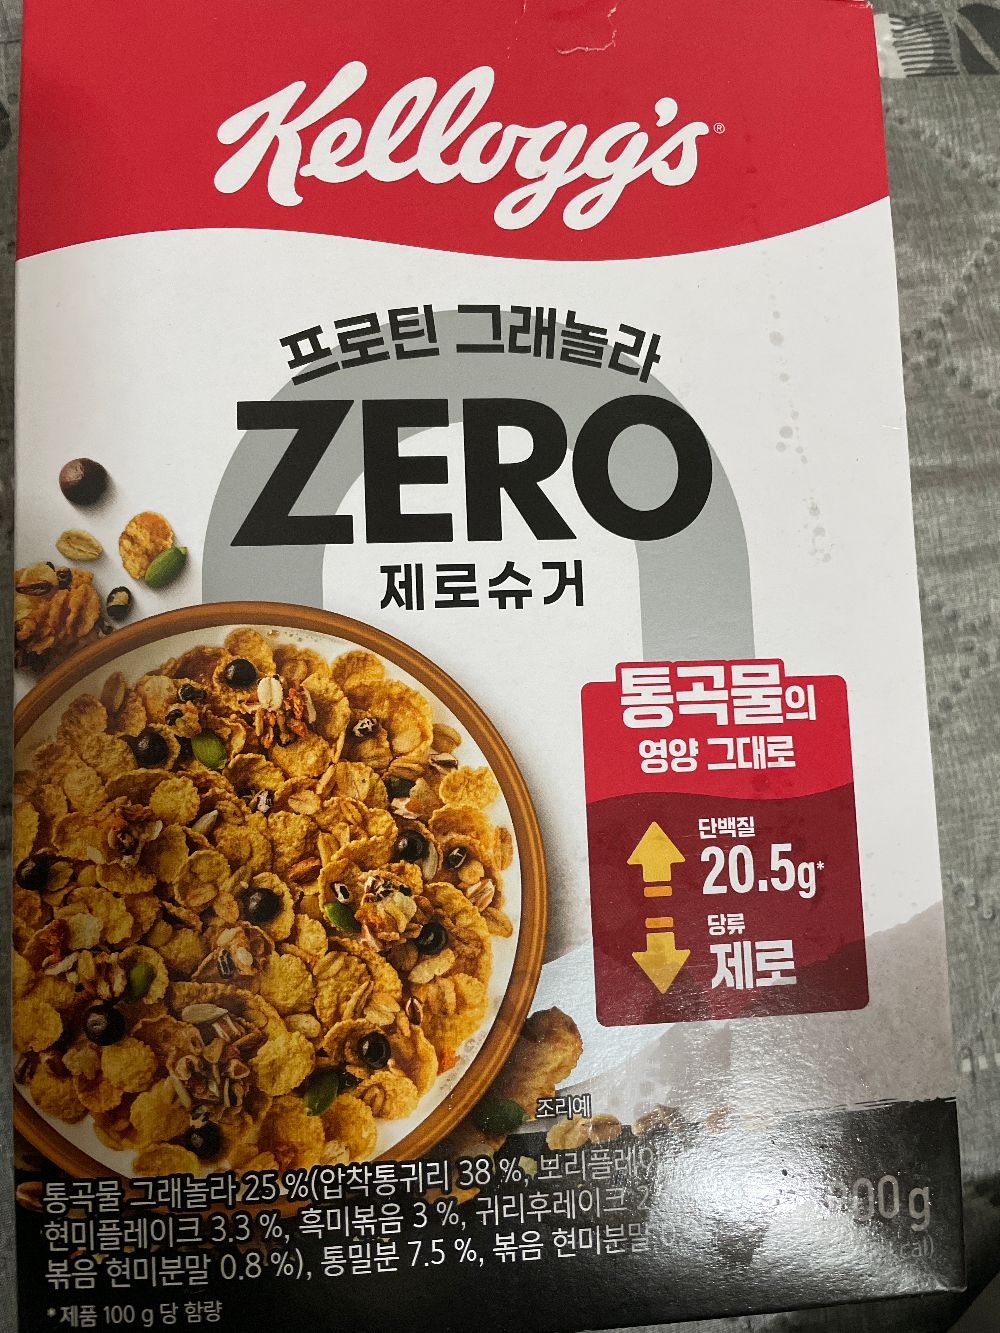 Kellogg's®
프로틴 그래놀라
ZERO
제로슈거
통곡물의
영양 그대로
단백질
20.5g*
당류
제로
조리예
통곡물 그래놀라 25 %(압착통귀리 38 %, 보리플레이
현미플레이크 3.3 %, 흑미볶음 3 %, 귀리후레이크 2
볶음 현미분말 0.8 %), 통밀분 7.5 %, 볶음 현미분말
00 g
cal)
* 제품 100 g 당 함량